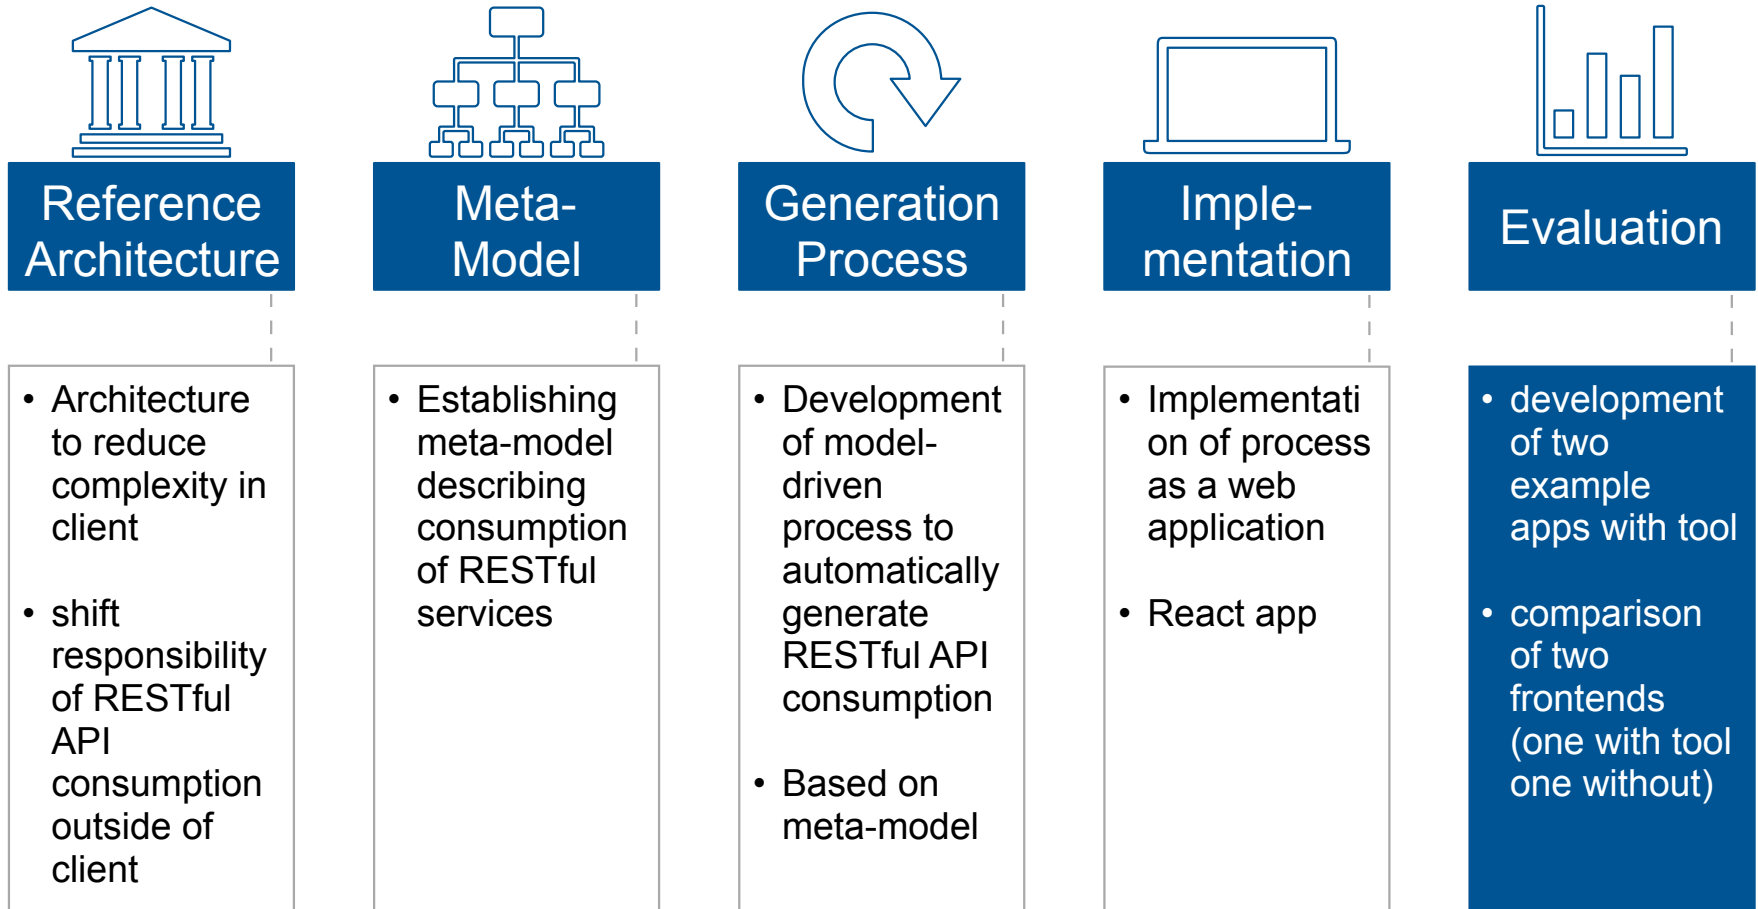 Reference
Architecture
• Architecture
to reduce
complexity in
client
• shift
responsibility
of RESTful
API
consumption
outside of
client
Meta-
Model
• Establishing
meta-model
describing
consumption
of RESTful
services
Generation
Process
• Development
of model-
driven
process to
automatically
generate
RESTful API
consumption
• Based on
meta-model
Imple-
mentation
• Implementati
on of process
as a web
application
• React app
Evaluation
• development
of two
example
apps with tool
• comparison
of two
frontends
(one with tool
one without)